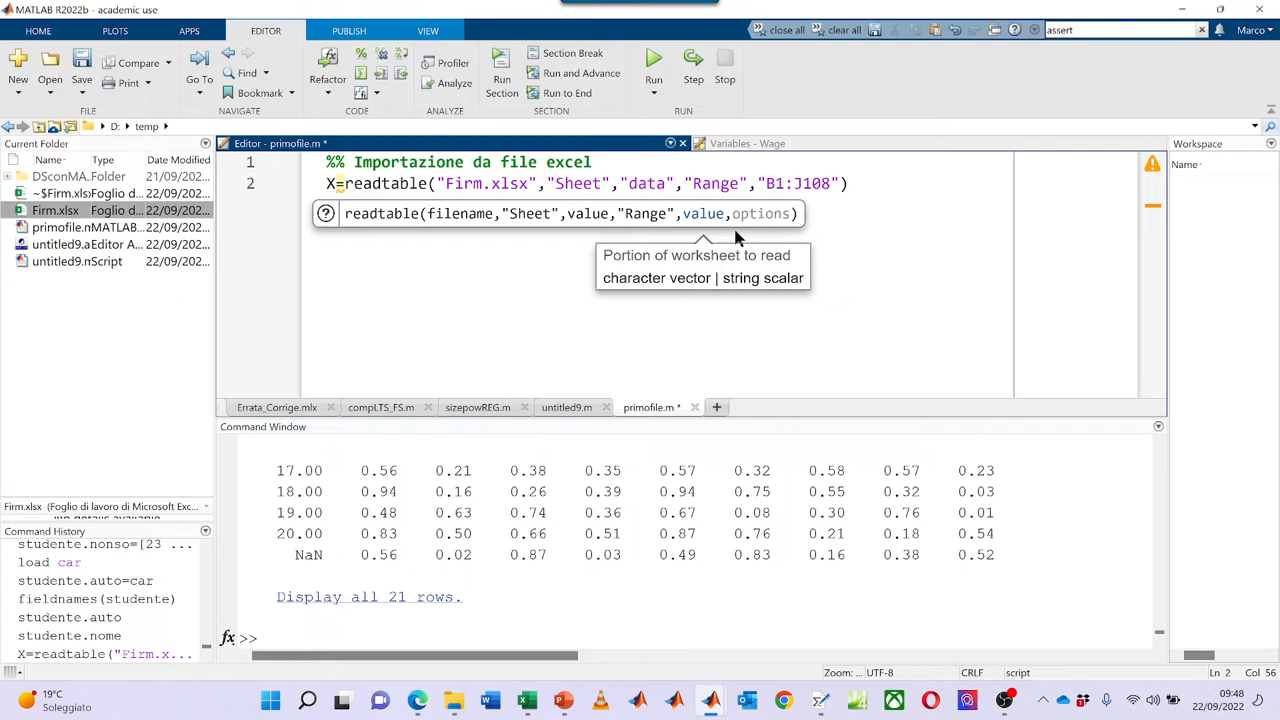 MATLAB R2022b - academic use
HOME PLOTS APPS EDITOR PUBLISH VIEW close all clear all assert Marco
New Open Save Compare Print Go To Find Bookmark Refactor Profiler Analyze Run Section Section Break Run and Advance Run to End Run Step Stop
FILE NAVIGATE CODE ANALYZE SECTION RUN
D: temp
Current Folder
Name Type Date Modified
DSconMA... Folder 21/09/202...
~$Firm.xlsx Foglio d... 22/09/202...
Firm.xlsx Foglio d... 22/09/202...
primofile.m MATLAB... 22/09/202...
untitled9.a Editor A... 22/09/202...
untitled9.m Script 22/09/202...
Firm.xlsx (Foglio di lavoro di Microsoft Exc...
Command History
studente.nonso=[23 ...
load car
studente.auto=car
fieldnames(studente)
studente.auto
studente.nome
X=readtable("Firm.x...
Editor - primofile.m * Variables - Wage
1 %% Importazione da file excel
2 X=readtable("Firm.xlsx","Sheet","data","Range","B1:J108")
readtable(filename,"Sheet",value,"Range",value,options)
Portion of worksheet to read
character vector | string scalar
Errata_Corrige.mlx compLTS_FS.m sizepowREG.m untitled9.m primofile.m *
Command Window
17.00 0.56 0.21 0.38 0.35 0.57 0.32 0.58 0.57 0.23
18.00 0.94 0.16 0.26 0.39 0.94 0.75 0.55 0.32 0.03
19.00 0.48 0.63 0.74 0.36 0.67 0.08 0.30 0.76 0.01
20.00 0.83 0.50 0.66 0.51 0.87 0.76 0.21 0.18 0.54
NaN 0.56 0.02 0.87 0.03 0.49 0.83 0.16 0.38 0.52
Display all 21 rows.
fx >>
Workspace
Name
Zoom: ... UTF-8 CRLF script Ln 2 Col 56
19°C
Soleggiato
09:48
22/09/2022